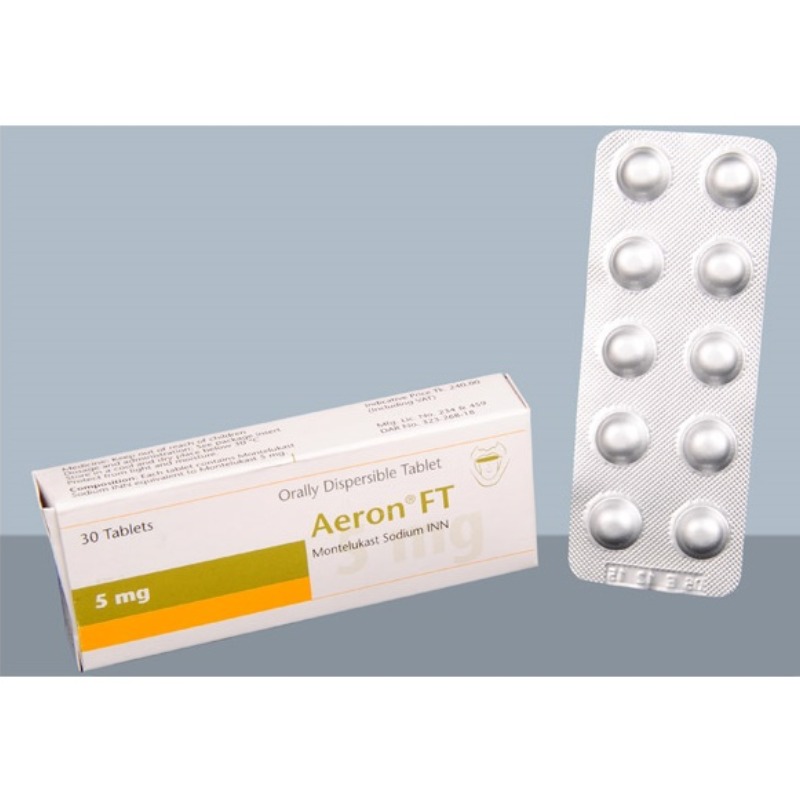 Indicative Price Tk. 240.00
(Including VAT)
Mfg. Lic. No. 234 & 459
DAR No. 323-268-18
Medicine: Keep out of reach of children
Dosage and administration: See package insert
Store in a cool and dry place below 30°C
Protect from light and moisture
Composition: Each tablet contains Montelukast
Sodium INN equivalent to Montelukast 5 mg
30 Tablets
Orally Dispersible Tablet
Aeron® FT
Montelukast Sodium INN
5 mg
5 mg